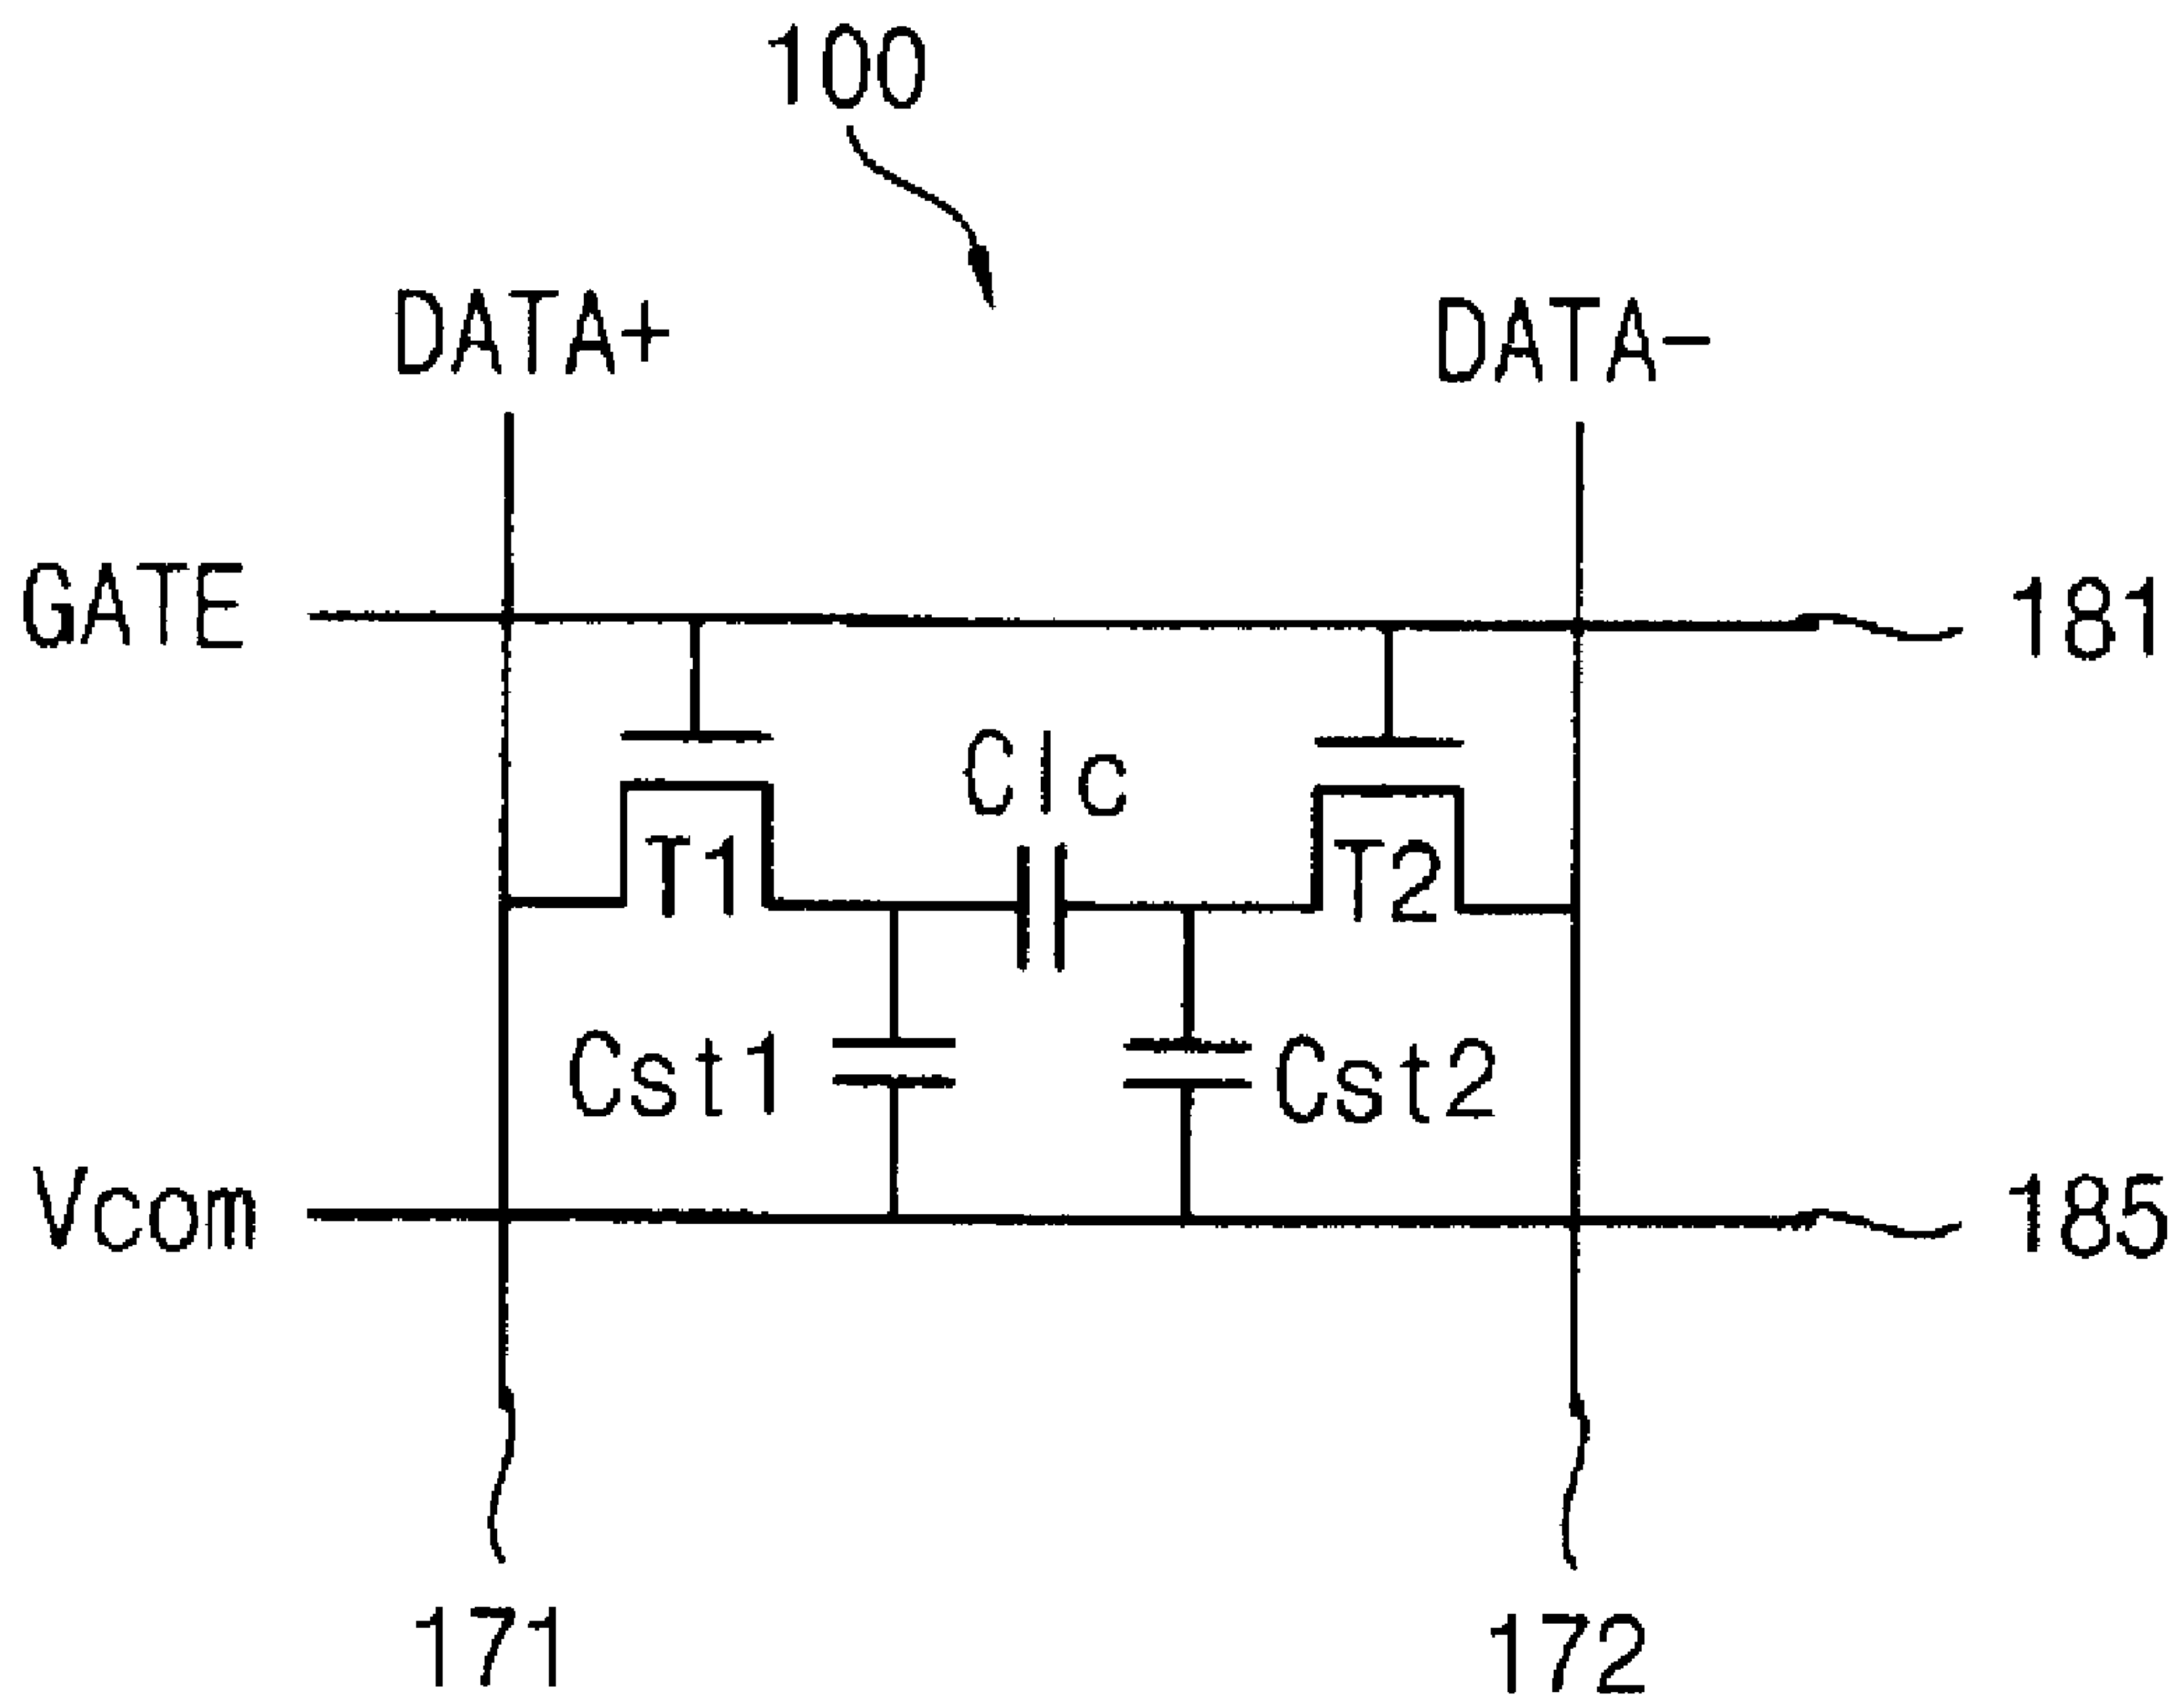 100
DATA+
DATA-
GATE
181
Clc
T1
T2
Cst1
Cst2
Vcom
185
171
172